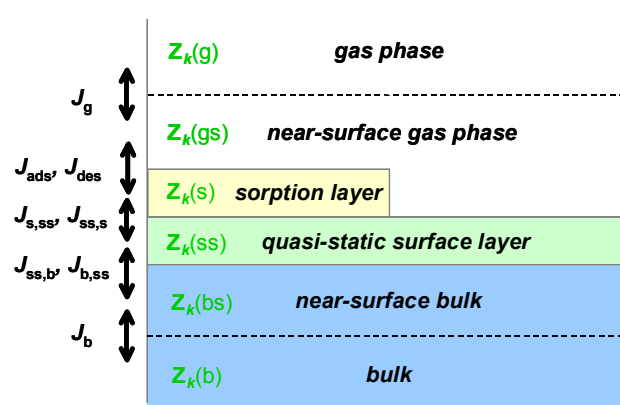 Z_k(g) gas phase
J_g
Z_k(gs) near-surface gas phase
J_ads, J_des
Z_k(s) sorption layer
J_s,ss, J_ss,s
Z_k(ss) quasi-static surface layer
J_ss,b, J_b,ss
Z_k(bs) near-surface bulk
J_b
Z_k(b) bulk